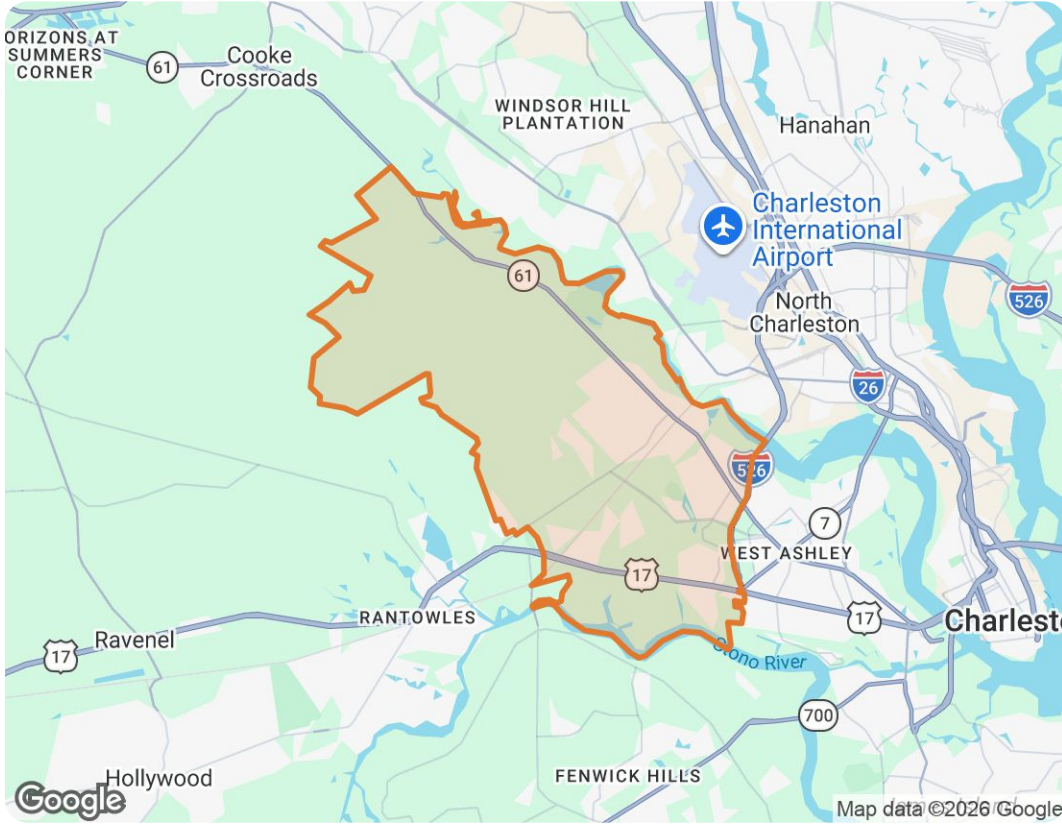 ORIZONS AT
SUMMERS
CORNER
61
Cooke
Crossroads
WINDSOR HILL
PLANTATION
Hanahan
Charleston
International
Airport
61
526
North
Charleston
26
526
7
WEST ASHLEY
17
17
Charlest
RANTOWLES
Ravenel
17
Stono River
700
FENWICK HILLS
Hollywood
Google
Map data ©2026 Google